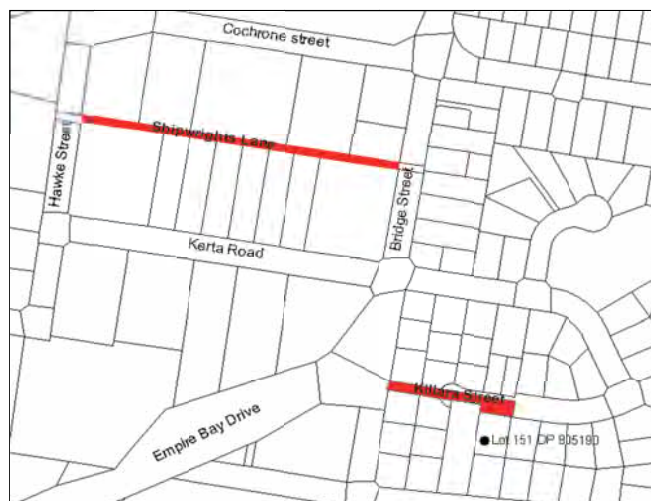 Cochrone street
Shipwrights Lane
Hawke Street
Bridge Street
Kerta Road
Killara Street
Empire Bay Drive
Lot 151 DP 805190